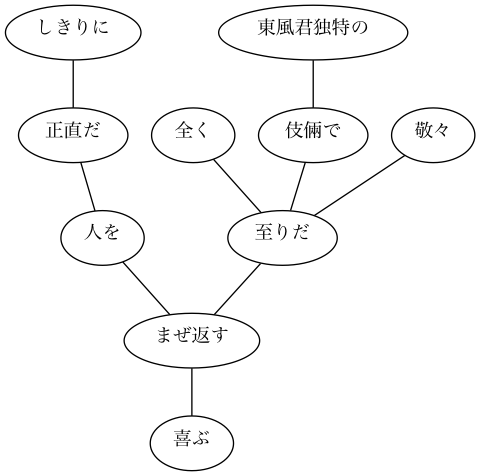 しきりに
東風君独特の
正直だ
全く
伎倆で
敬々
人を
至りだ
まぜ返す
喜ぶ